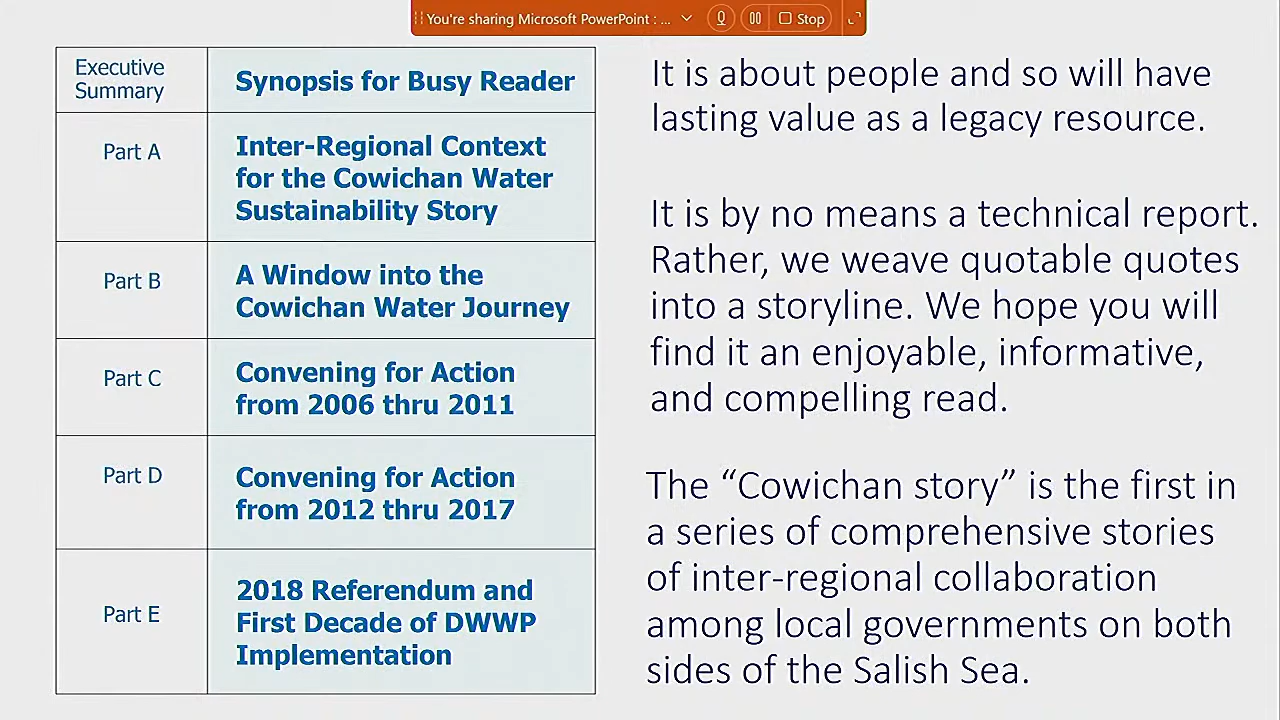 You're sharing Microsoft PowerPoint : ...
Stop
Executive
Summary
Synopsis for Busy Reader
Part A
Inter-Regional Context
for the Cowichan Water
Sustainability Story
Part B
A Window into the
Cowichan Water Journey
Part C
Convening for Action
from 2006 thru 2011
Part D
Convening for Action
from 2012 thru 2017
Part E
2018 Referendum and
First Decade of DWWP
Implementation
It is about people and so will have
lasting value as a legacy resource.
It is by no means a technical report.
Rather, we weave quotable quotes
into a storyline. We hope you will
find it an enjoyable, informative,
and compelling read.
The “Cowichan story” is the first in
a series of comprehensive stories
of inter-regional collaboration
among local governments on both
sides of the Salish Sea.